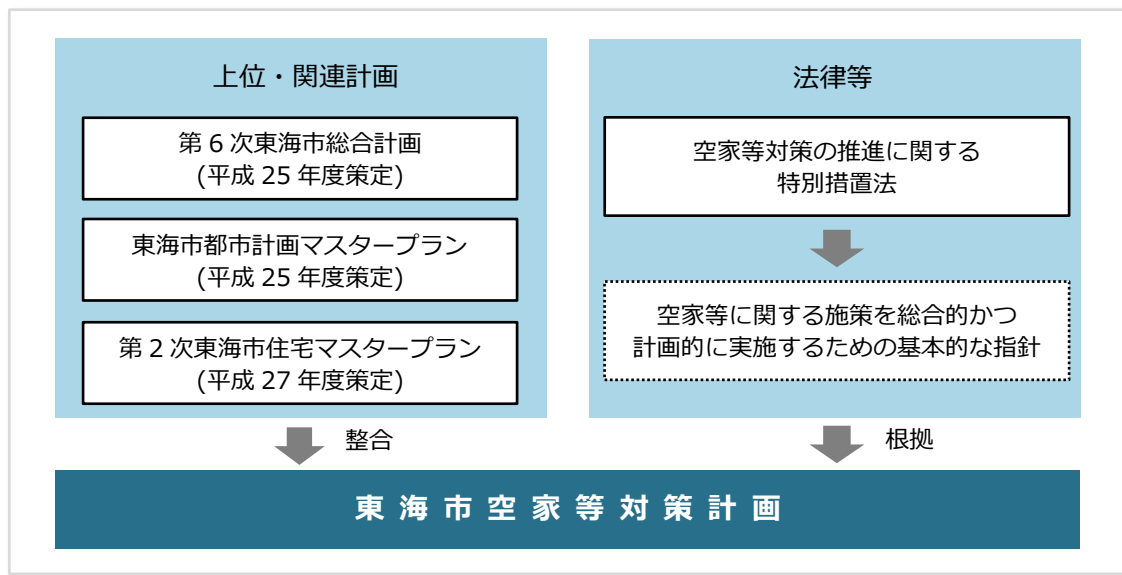 上位・関連計画
第 6 次東海市総合計画
(平成 25 年度策定)
東海市都市計画マスタープラン
(平成 25 年度策定)
第 2 次東海市住宅マスタープラン
(平成 27 年度策定)
整合
法律等
空家等対策の推進に関する
特別措置法
空家等に関する施策を総合的かつ
計画的に実施するための基本的な指針
根拠
東海市空家等対策計画